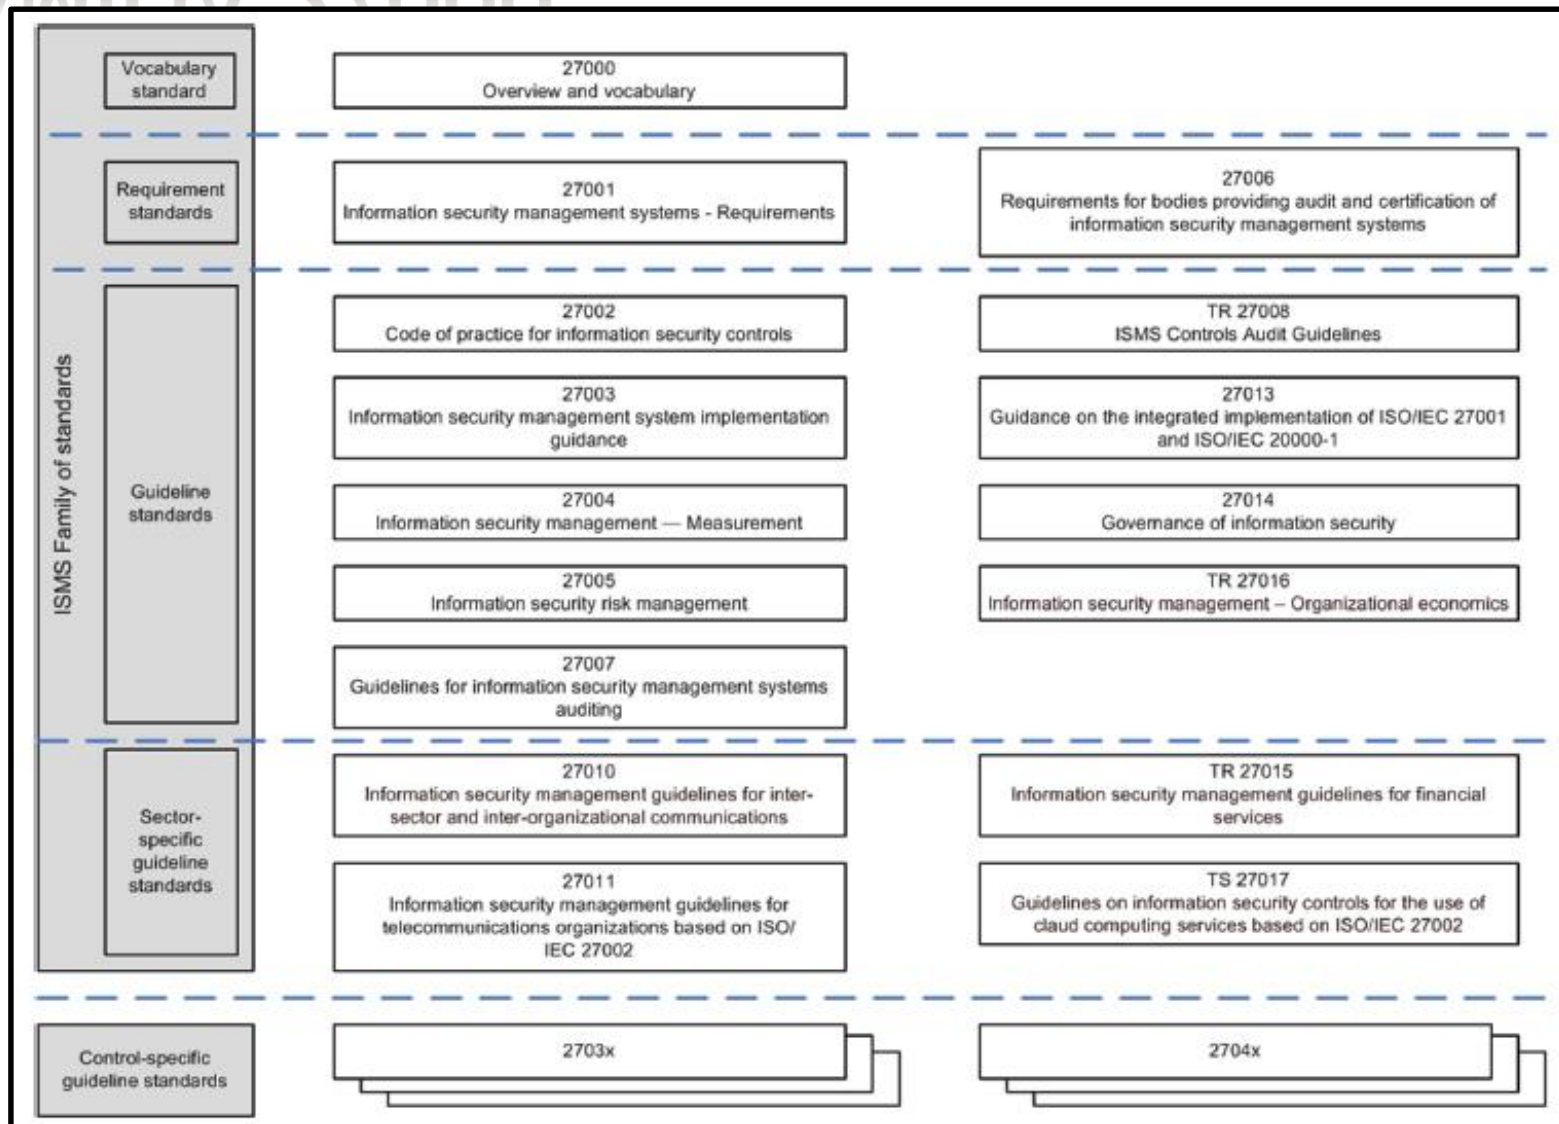 Vocabulary
standard
27000
Overview and vocabulary
Requirement
standards
27001
Information security management systems - Requirements
27006
Requirements for bodies providing audit and certification of
information security management systems
ISMS Family of standards
Guideline
standards
27002
Code of practice for information security controls
TR 27008
ISMS Controls Audit Guidelines
27003
Information security management system implementation
guidance
27013
Guidance on the integrated implementation of ISO/IEC 27001
and ISO/IEC 20000-1
27004
Information security management — Measurement
27014
Governance of information security
27005
Information security risk management
TR 27016
Information security management – Organizational economics
27007
Guidelines for information security management systems
auditing
Sector-
specific
guideline
standards
27010
Information security management guidelines for inter-
sector and inter-organizational communications
TR 27015
Information security management guidelines for financial
services
27011
Information security management guidelines for
telecommunications organizations based on ISO/
IEC 27002
TS 27017
Guidelines on information security controls for the use of
claud computing services based on ISO/IEC 27002
Control-specific
guideline standards
2703x
2704x